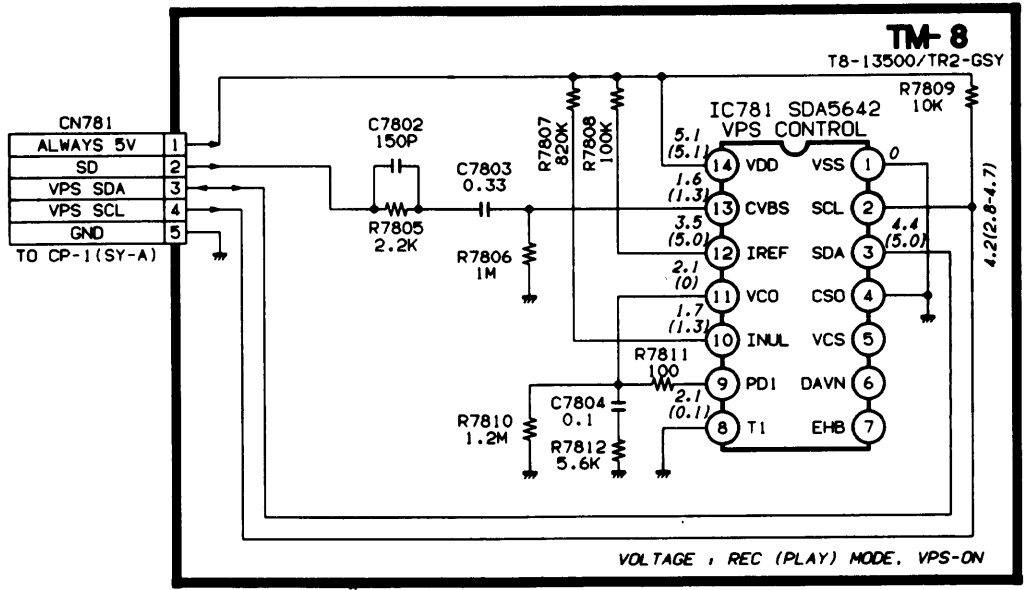 TM-8
T8-13500/TR2-GSY
CN781
ALWAYS 5V 1
SD 2
VPS SDA 3
VPS SCL 4
GND 5
TO CP-1(SY-A)
C7802
150P
R7805
2.2K
C7803
0.33
R7806
1M
R7807
820K
R7808
100K
R7809
10K
IC781 SDA5642
VPS CONTROL
5.1
(5.1)
14 VDD
1.6
(1.3)
13 CVBS
3.5
(5.0)
12 IREF
2.1
(0)
11 VCO
1.7
(1.3)
10 INUL
9 PD1
2.1
(0.1)
8 T1
VSS 1
0
SCL 2
4.2(2.8-4.7)
SDA 3
4.4
(5.0)
CSO 4
VCS 5
DAVN 6
EHB 7
R7811
100
C7804
0.1
R7810
1.2M
R7812
5.6K
VOLTAGE : REC (PLAY) MODE. VPS-ON